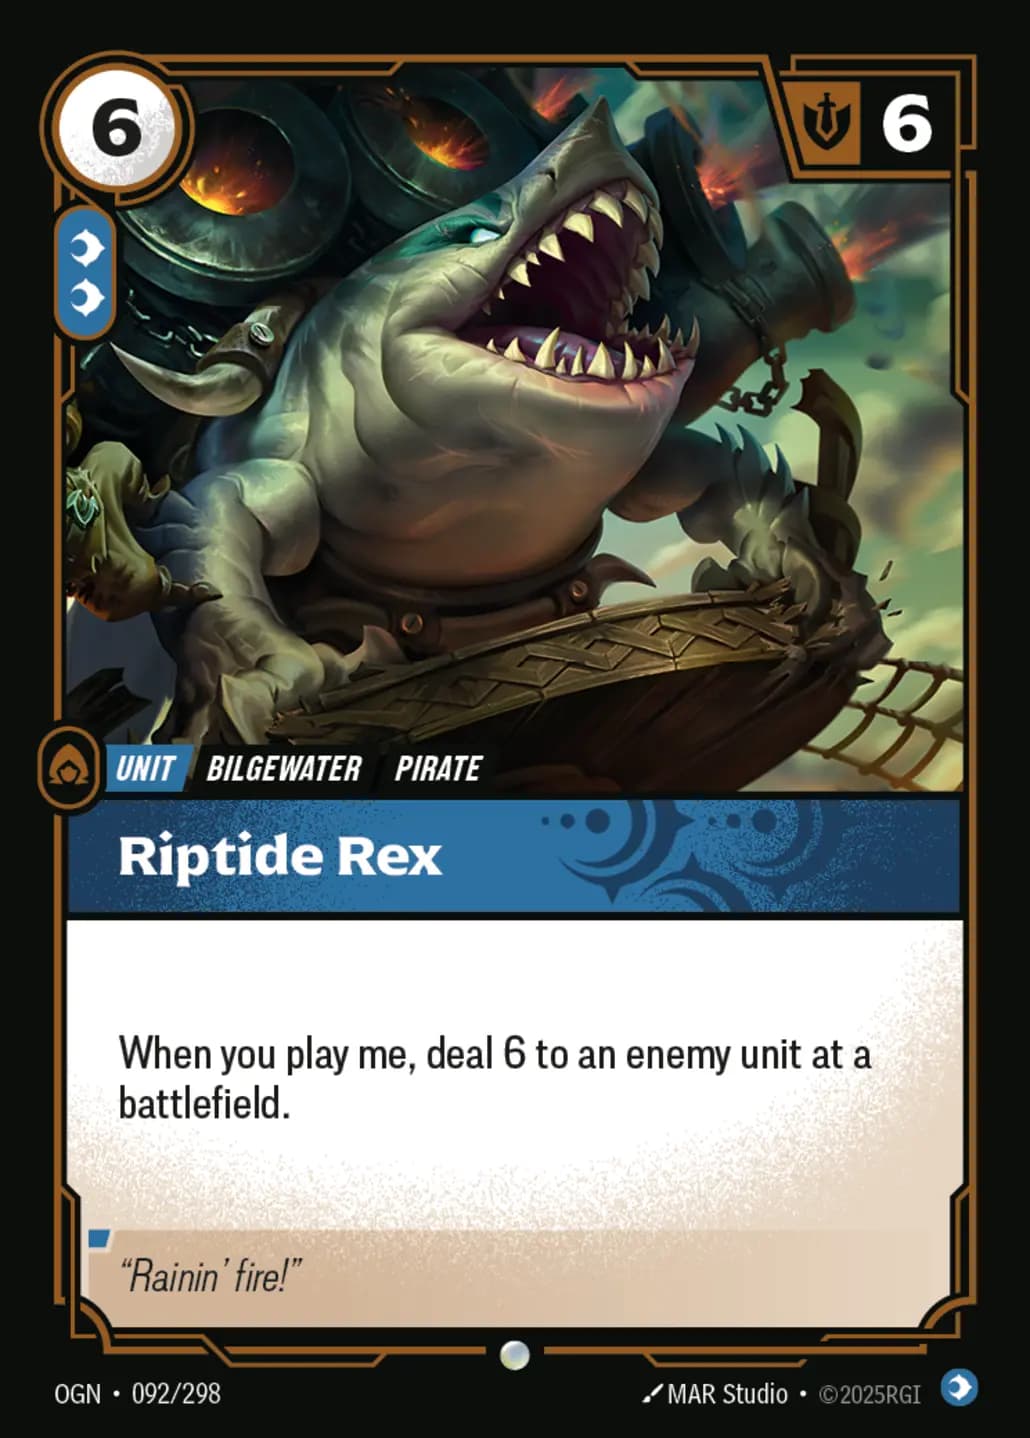 6
6
UNIT BILGEWATER PIRATE
Riptide Rex
When you play me, deal 6 to an enemy unit at a
battlefield.
“Rainin’ fire!”
OGN • 092/298
MAR Studio • ©2025RGI